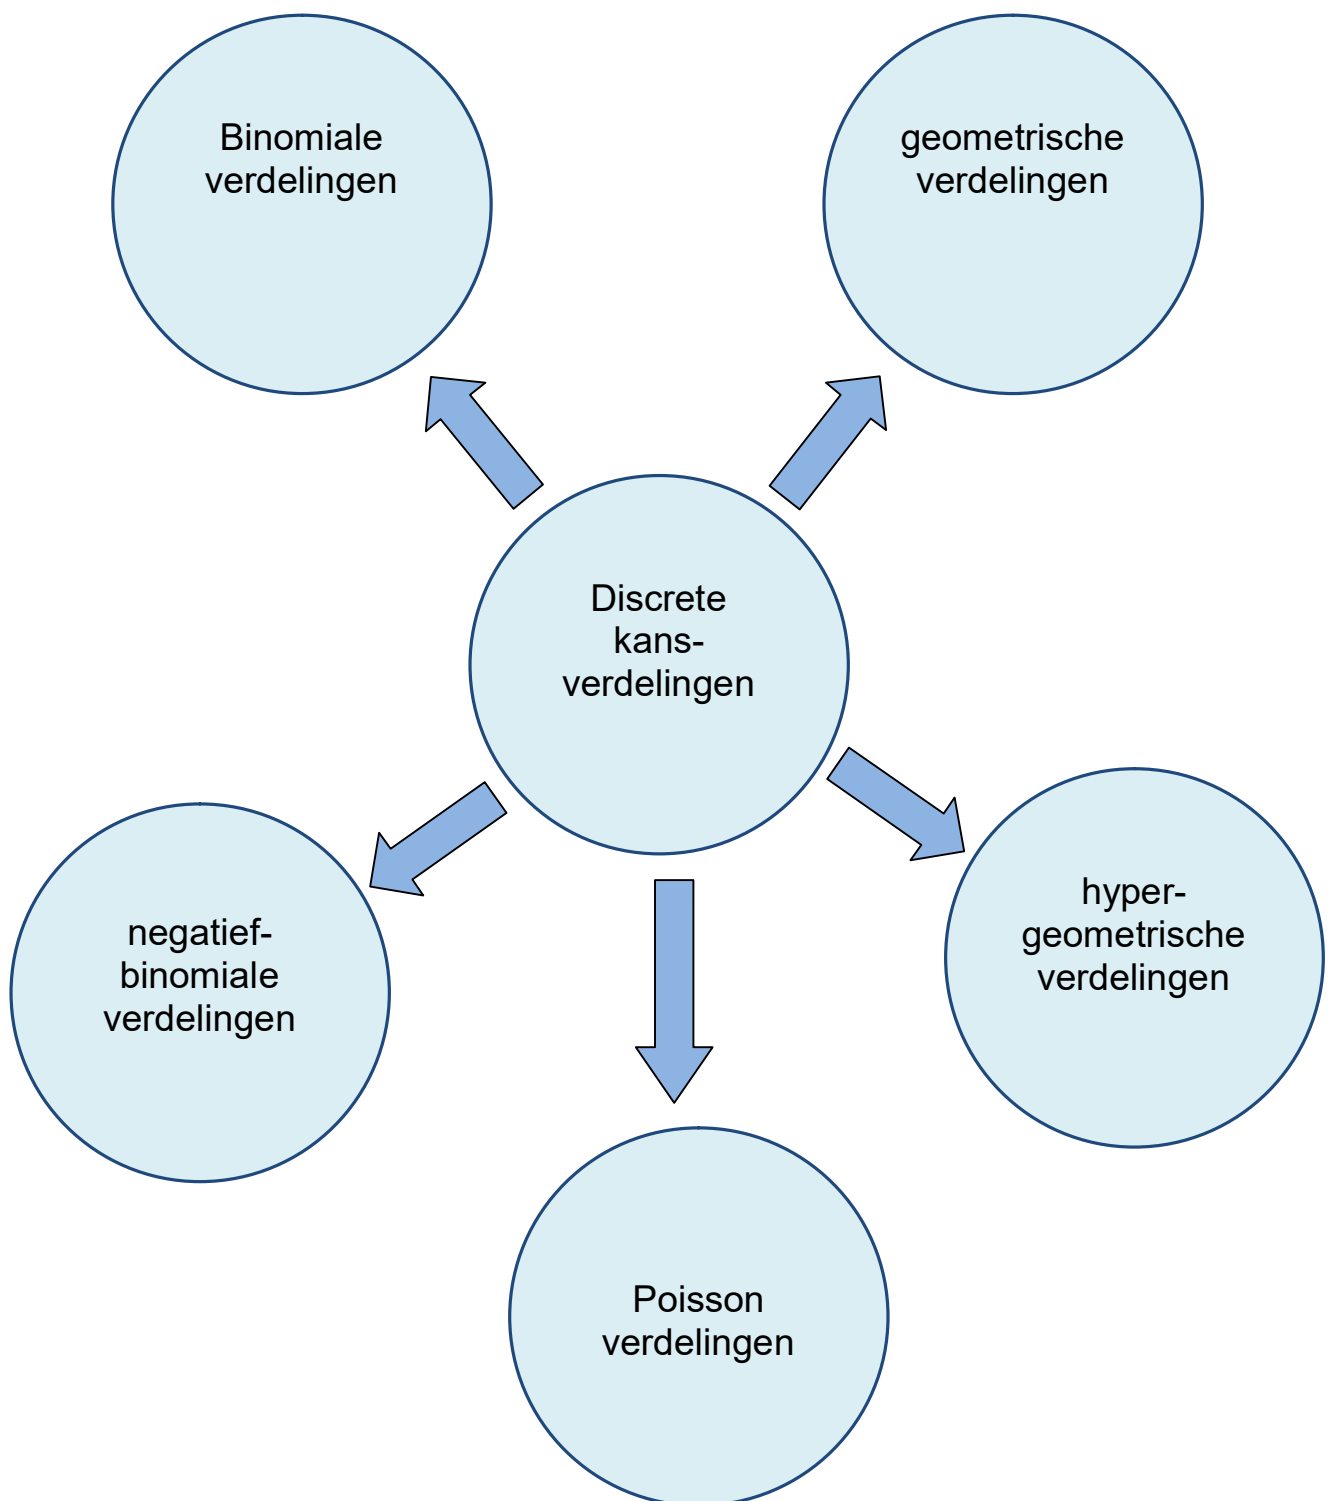 Binomiale
verdelingen
geometrische
verdelingen
Discrete
kans-
verdelingen
negatief-
binomiale
verdelingen
hyper-
geometrische
verdelingen
Poisson
verdelingen